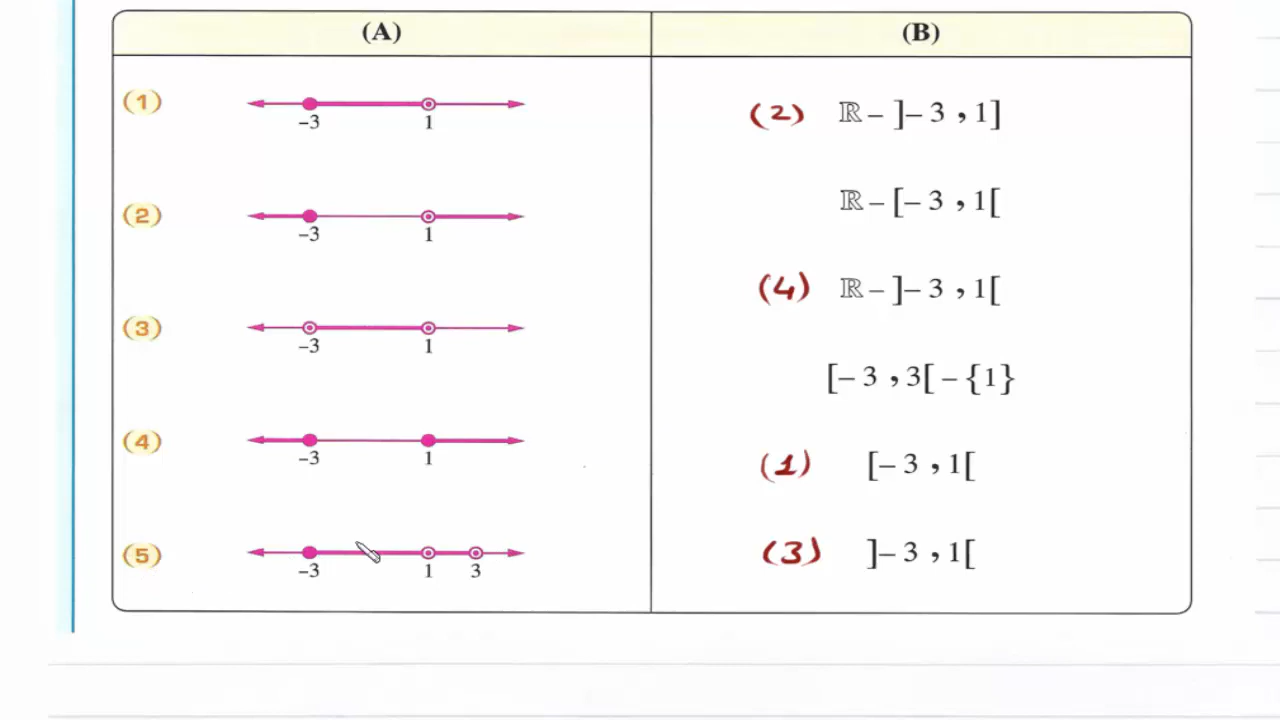 (A) (B)
(1) –3 1 (2) ℝ – ]– 3 , 1]
(2) –3 1 ℝ – [– 3 , 1[
(3) –3 1 (4) ℝ – ]– 3 , 1[
(4) –3 1 [– 3 , 3[ – {1}
(5) –3 1 3 (1) [– 3 , 1[
(3) ]– 3 , 1[